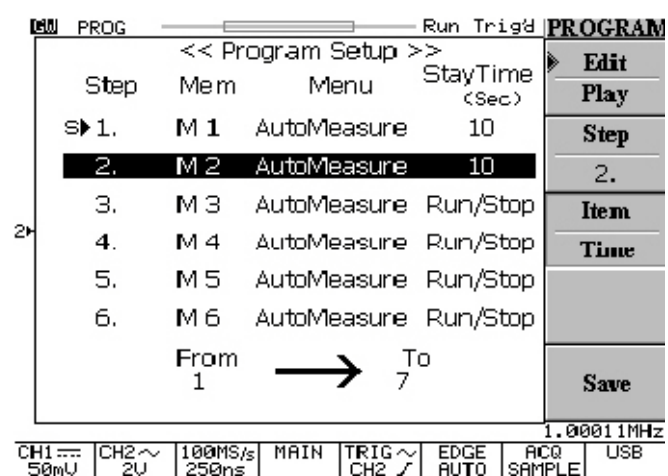 GW PROG Run Trig'd PROGRAM
<< Program Setup >>
Step Mem Menu StayTime
(Sec)
S 1. M 1 AutoMeasure 10
2. M 2 AutoMeasure 10
3. M 3 AutoMeasure Run/Stop
4. M 4 AutoMeasure Run/Stop
5. M 5 AutoMeasure Run/Stop
6. M 6 AutoMeasure Run/Stop
From To
1 7
2
Edit
Play
Step
2.
Item
Time
Save
1.00011MHz
CH1 CH2 100MS/s MAIN TRIG EDGE ACQ USB
50mV 2V 250ns CH2 AUTO SAMPLE